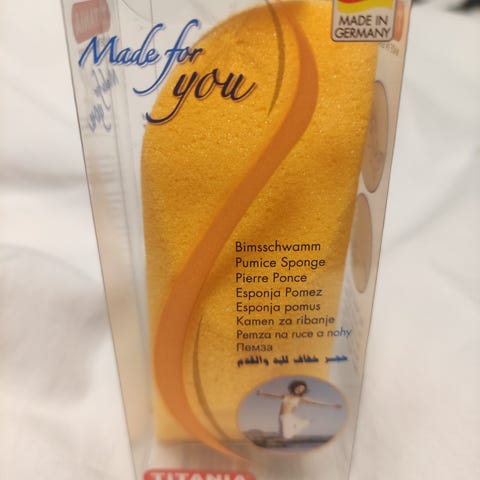 MADE IN
GERMANY
Made for
you
Bimsschwamm
Pumice Sponge
Pierre Ponce
Esponja Pomez
Esponja pomus
Kamen za ribanje
Pemza na ruce a nohy
Пемза
حجر خفاف لليد والقدم
TITANIA